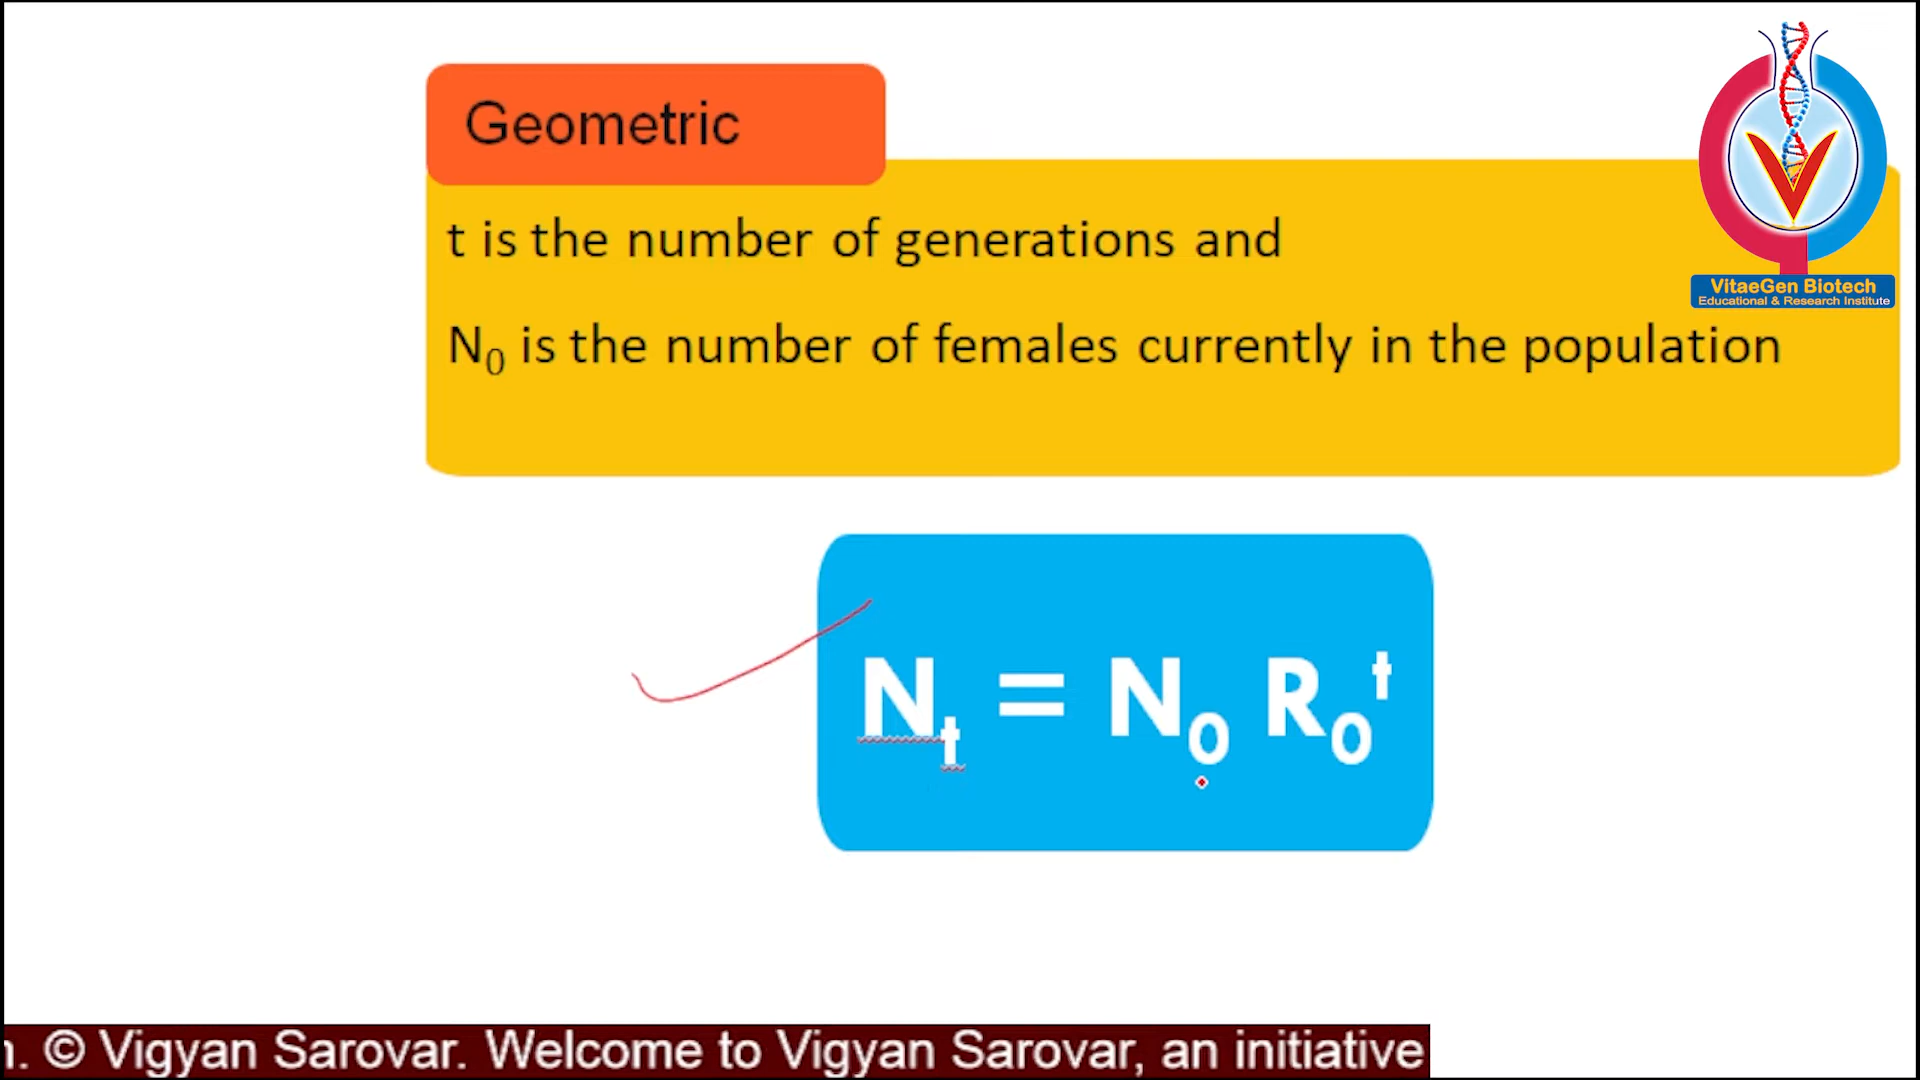 Geometric
t is the number of generations and
N₀ is the number of females currently in the population
VitaeGen Biotech
Educational & Research Institute
Nₜ = N₀ R₀ᵗ
. © Vigyan Sarovar. Welcome to Vigyan Sarovar, an initiative